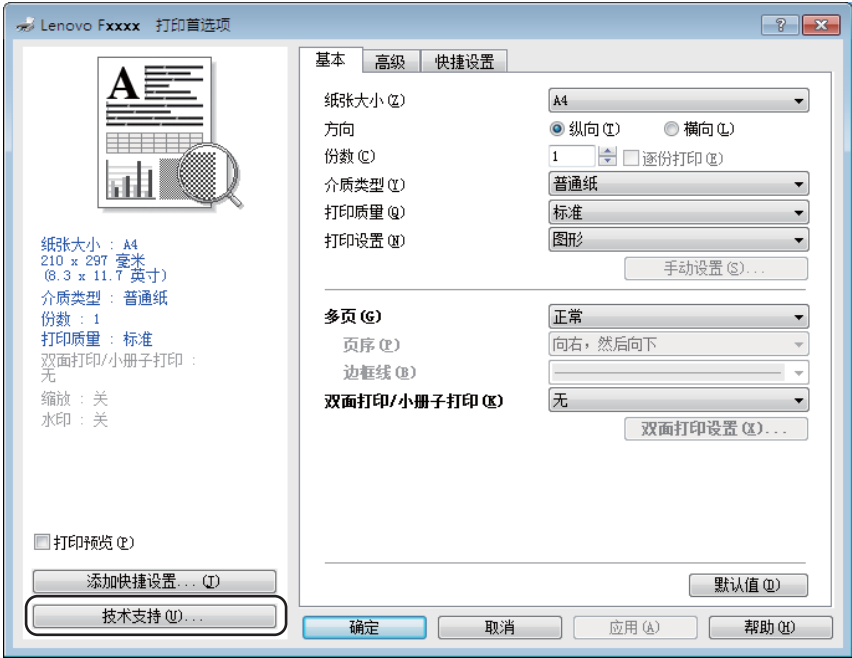 Lenovo Fxxxx 打印首选项
A
纸张大小 : A4
210 x 297 毫米
(8.3 x 11.7 英寸)
介质类型 : 普通纸
份数 : 1
打印质量 : 标准
双面打印/小册子打印 :
无
缩放 : 关
水印 : 关
打印预览(P)
添加快捷设置...(J)
技术支持(U)...
基本 高级 快捷设置
纸张大小(Z) A4
方向 纵向(T) 横向(L)
份数(C) 1 逐份打印(E)
介质类型(Y) 普通纸
打印质量(Q) 标准
打印设置(N) 图形
手动设置(S)...
多页(G) 正常
页序(P) 向右，然后向下
边框线(B)
双面打印/小册子打印(K) 无
双面打印设置(X)...
默认值(D)
确定 取消 应用(A) 帮助(H)